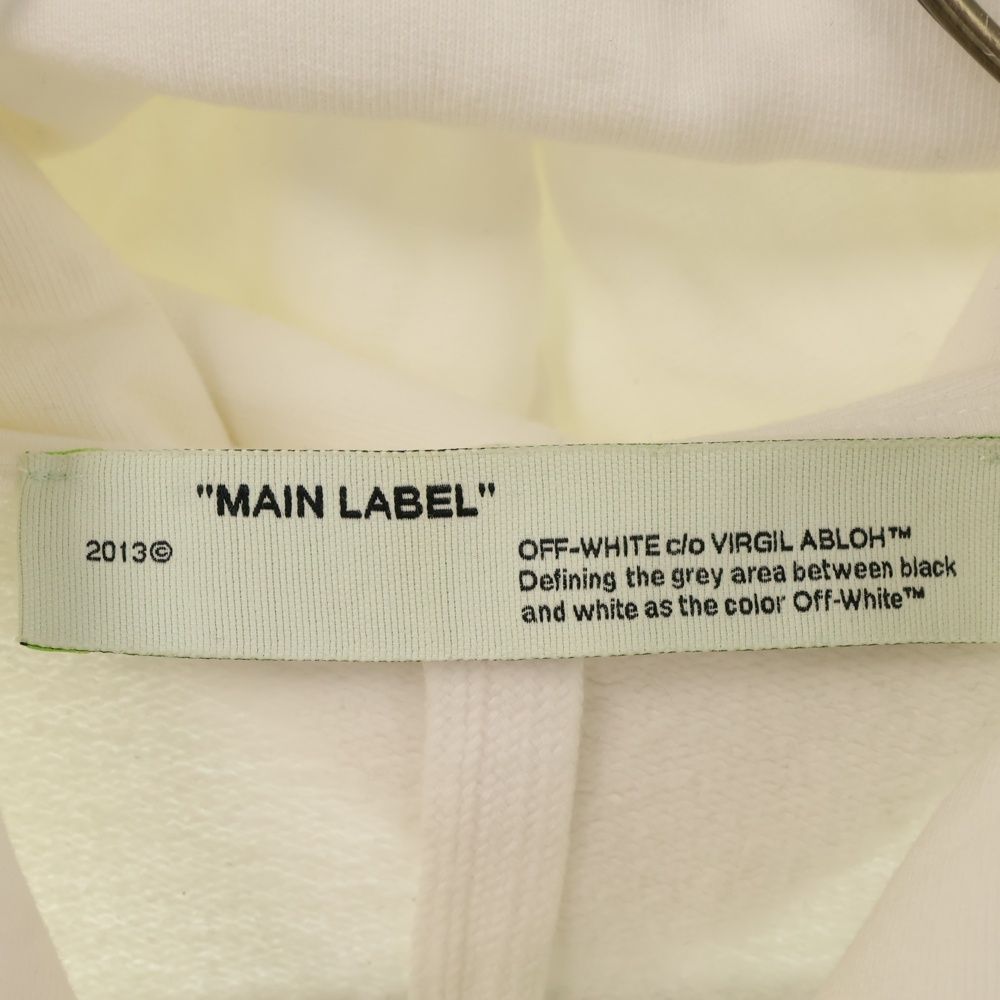 "MAIN LABEL"
2013©
OFF-WHITE c/o VIRGIL ABLOH™
Defining the grey area between black
and white as the color Off-White™